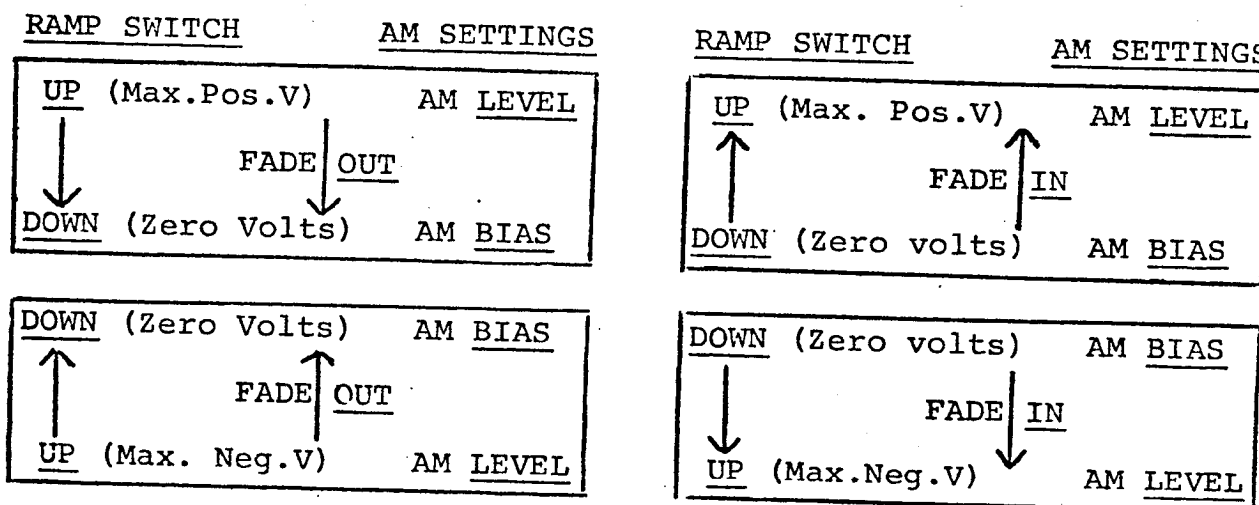 RAMP SWITCH AM SETTINGS
UP (Max.Pos.V) AM LEVEL
FADE OUT
DOWN (Zero Volts) AM BIAS
DOWN (Zero Volts) AM BIAS
FADE OUT
UP (Max. Neg.V) AM LEVEL
RAMP SWITCH AM SETTINGS
UP (Max. Pos.V) AM LEVEL
FADE IN
DOWN (Zero volts) AM BIAS
DOWN (Zero volts) AM BIAS
FADE IN
UP (Max.Neg.V) AM LEVEL